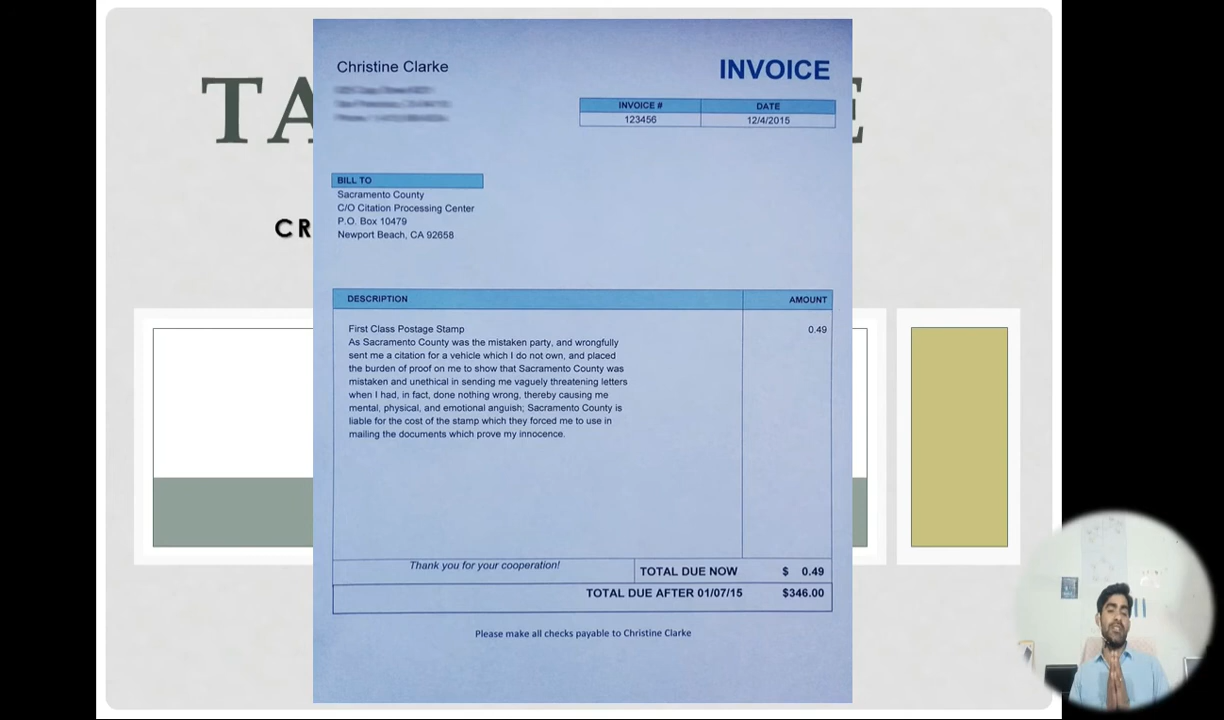 TA
E
CR
Christine Clarke
INVOICE
INVOICE #
DATE
123456
12/4/2015
BILL TO
Sacramento County
C/O Citation Processing Center
P.O. Box 10479
Newport Beach, CA 92658
DESCRIPTION
AMOUNT
First Class Postage Stamp
0.49
As Sacramento County was the mistaken party, and wrongfully
sent me a citation for a vehicle which I do not own, and placed
the burden of proof on me to show that Sacramento County was
mistaken and unethical in sending me vaguely threatening letters
when I had, in fact, done nothing wrong, thereby causing me
mental, physical, and emotional anguish; Sacramento County is
liable for the cost of the stamp which they forced me to use in
mailing the documents which prove my innocence.
Thank you for your cooperation!
TOTAL DUE NOW $ 0.49
TOTAL DUE AFTER 01/07/15 $346.00
Please make all checks payable to Christine Clarke